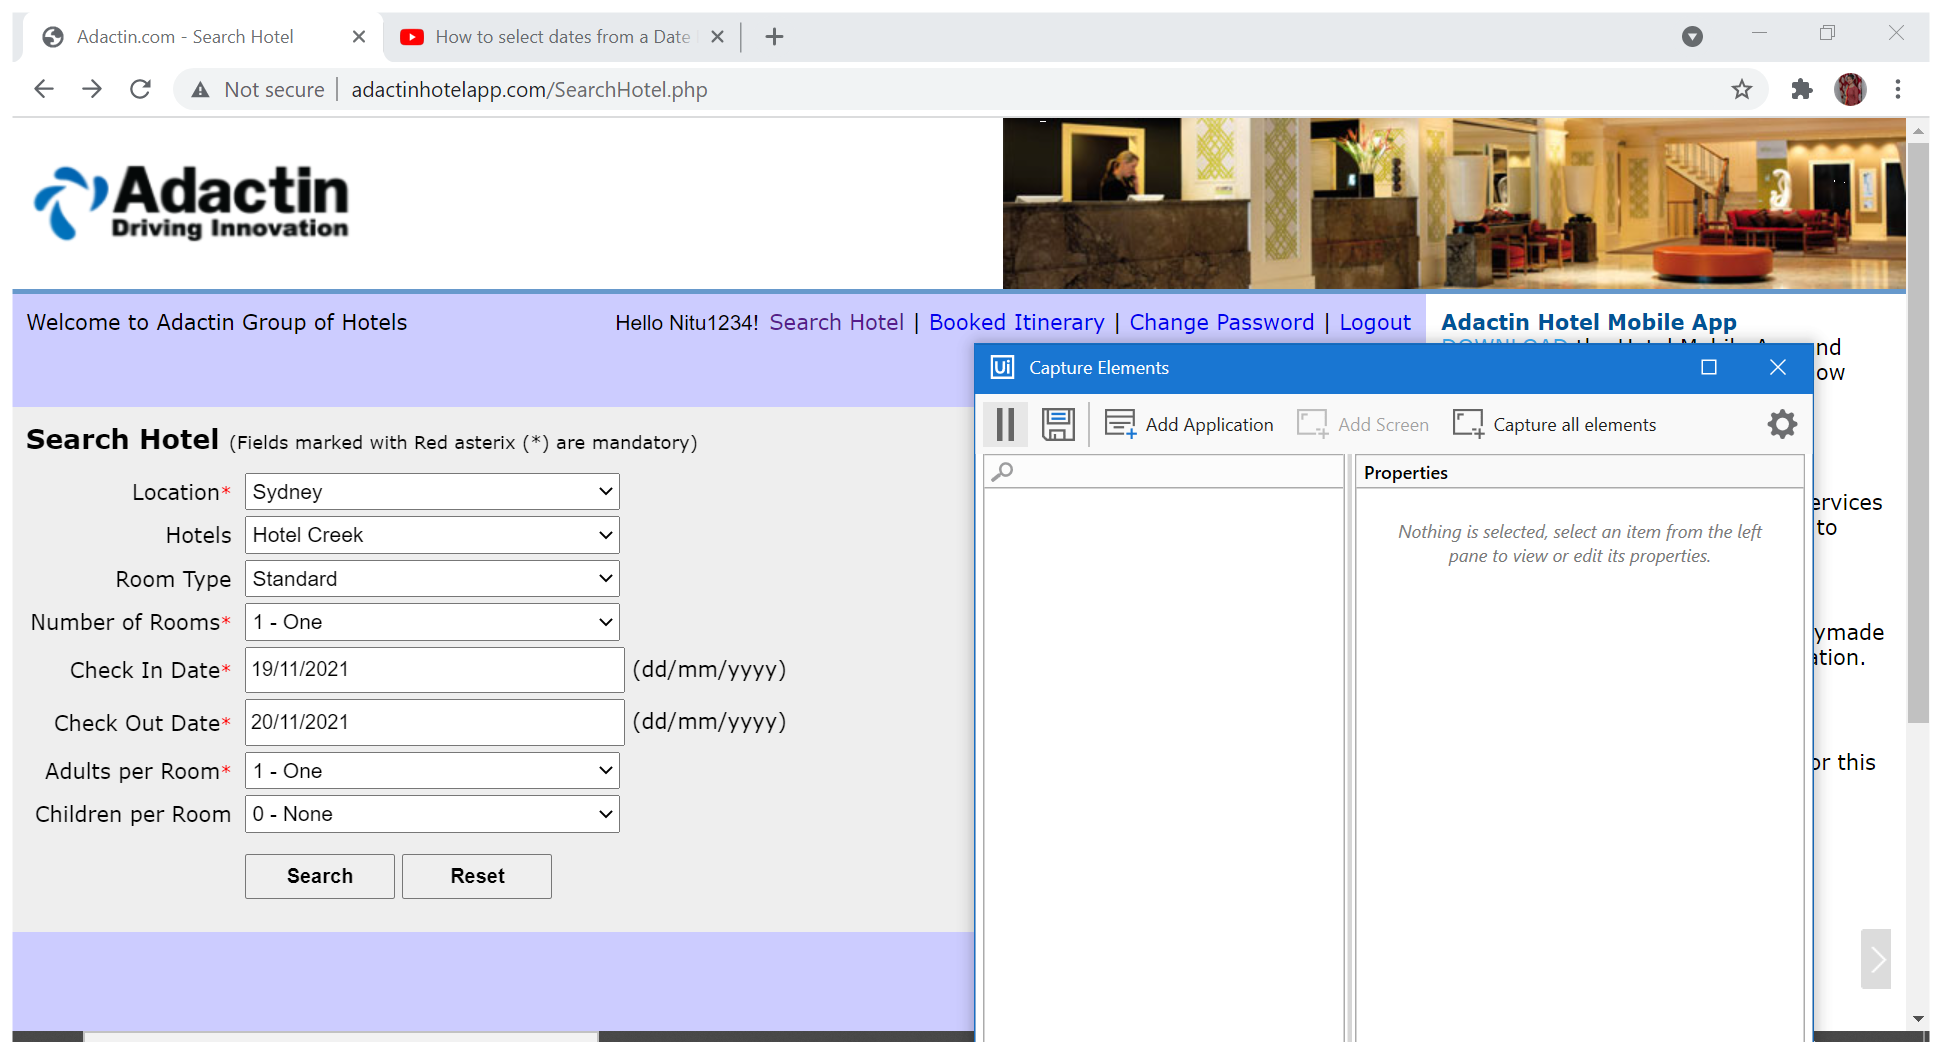 Adactin.com - Search Hotel
How to select dates from a Date
Not secure
adactinhotelapp.com/SearchHotel.php
Adactin
Driving Innovation
Welcome to Adactin Group of Hotels
Hello Nitu1234! Search Hotel | Booked Itinerary | Change Password | Logout
Adactin Hotel Mobile App
nd
ow
Ui Capture Elements
Add Application
Add Screen
Capture all elements
Properties
Nothing is selected, select an item from the left
pane to view or edit its properties.
Search Hotel (Fields marked with Red asterix (*) are mandatory)
Location* Sydney
Hotels Hotel Creek
Room Type Standard
Number of Rooms* 1 - One
Check In Date* 19/11/2021 (dd/mm/yyyy)
Check Out Date* 20/11/2021 (dd/mm/yyyy)
Adults per Room* 1 - One
Children per Room 0 - None
Search Reset
ervices
to
ymade
ation.
or this